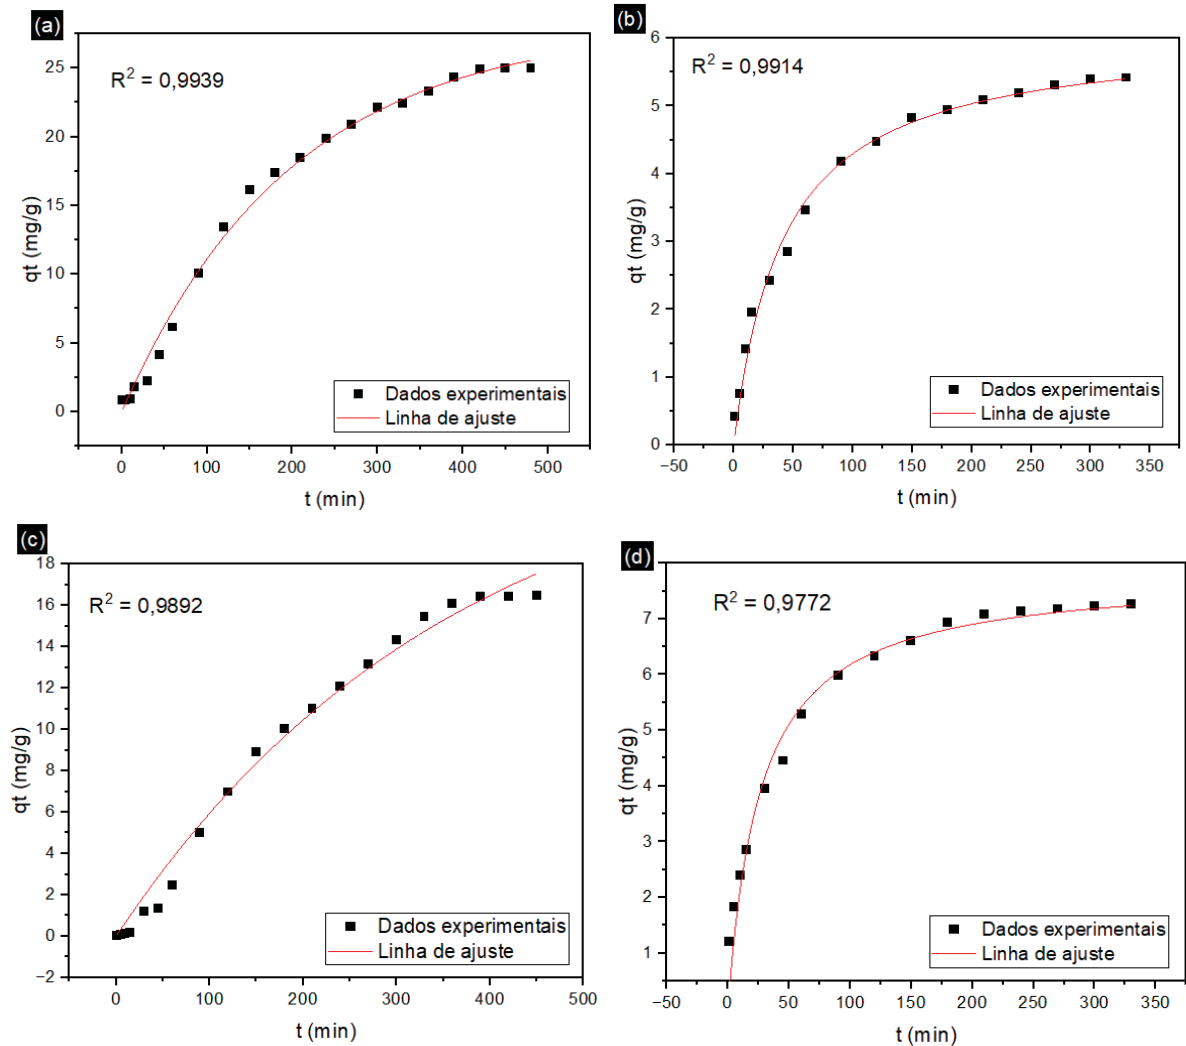 (a)
R² = 0,9939
25
20
15
10
5
0
qt (mg/g)
Dados experimentais
Linha de ajuste
0 100 200 300 400 500
t (min)
(b)
R² = 0,9914
6
5
4
3
2
1
0
qt (mg/g)
Dados experimentais
Linha de ajuste
−50 0 50 100 150 200 250 300 350
t (min)
(c)
R² = 0,9892
18
16
14
12
10
8
6
4
2
0
−2
qt (mg/g)
Dados experimentais
Linha de ajuste
0 100 200 300 400 500
t (min)
(d)
R² = 0,9772
7
6
5
4
3
2
1
qt (mg/g)
Dados experimentais
Linha de ajuste
−50 0 50 100 150 200 250 300 350
t (min)